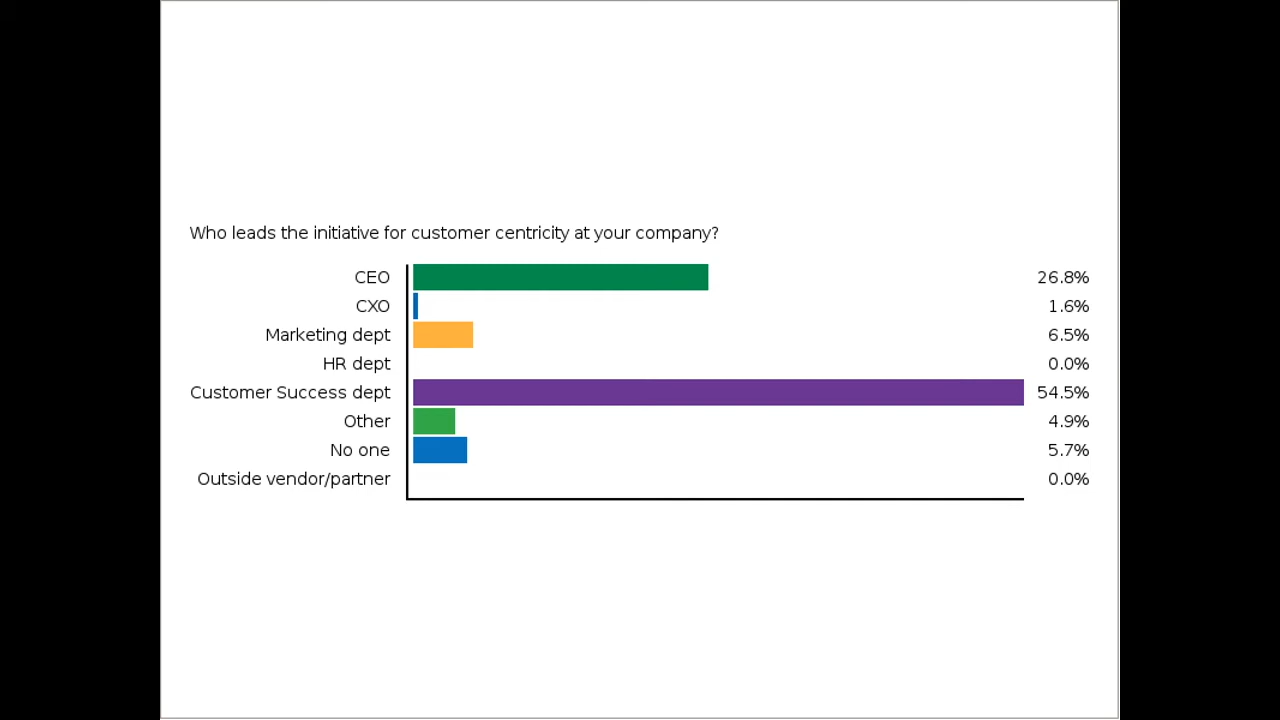 Who leads the initiative for customer centricity at your company?
CEO 26.8%
CXO 1.6%
Marketing dept 6.5%
HR dept 0.0%
Customer Success dept 54.5%
Other 4.9%
No one 5.7%
Outside vendor/partner 0.0%